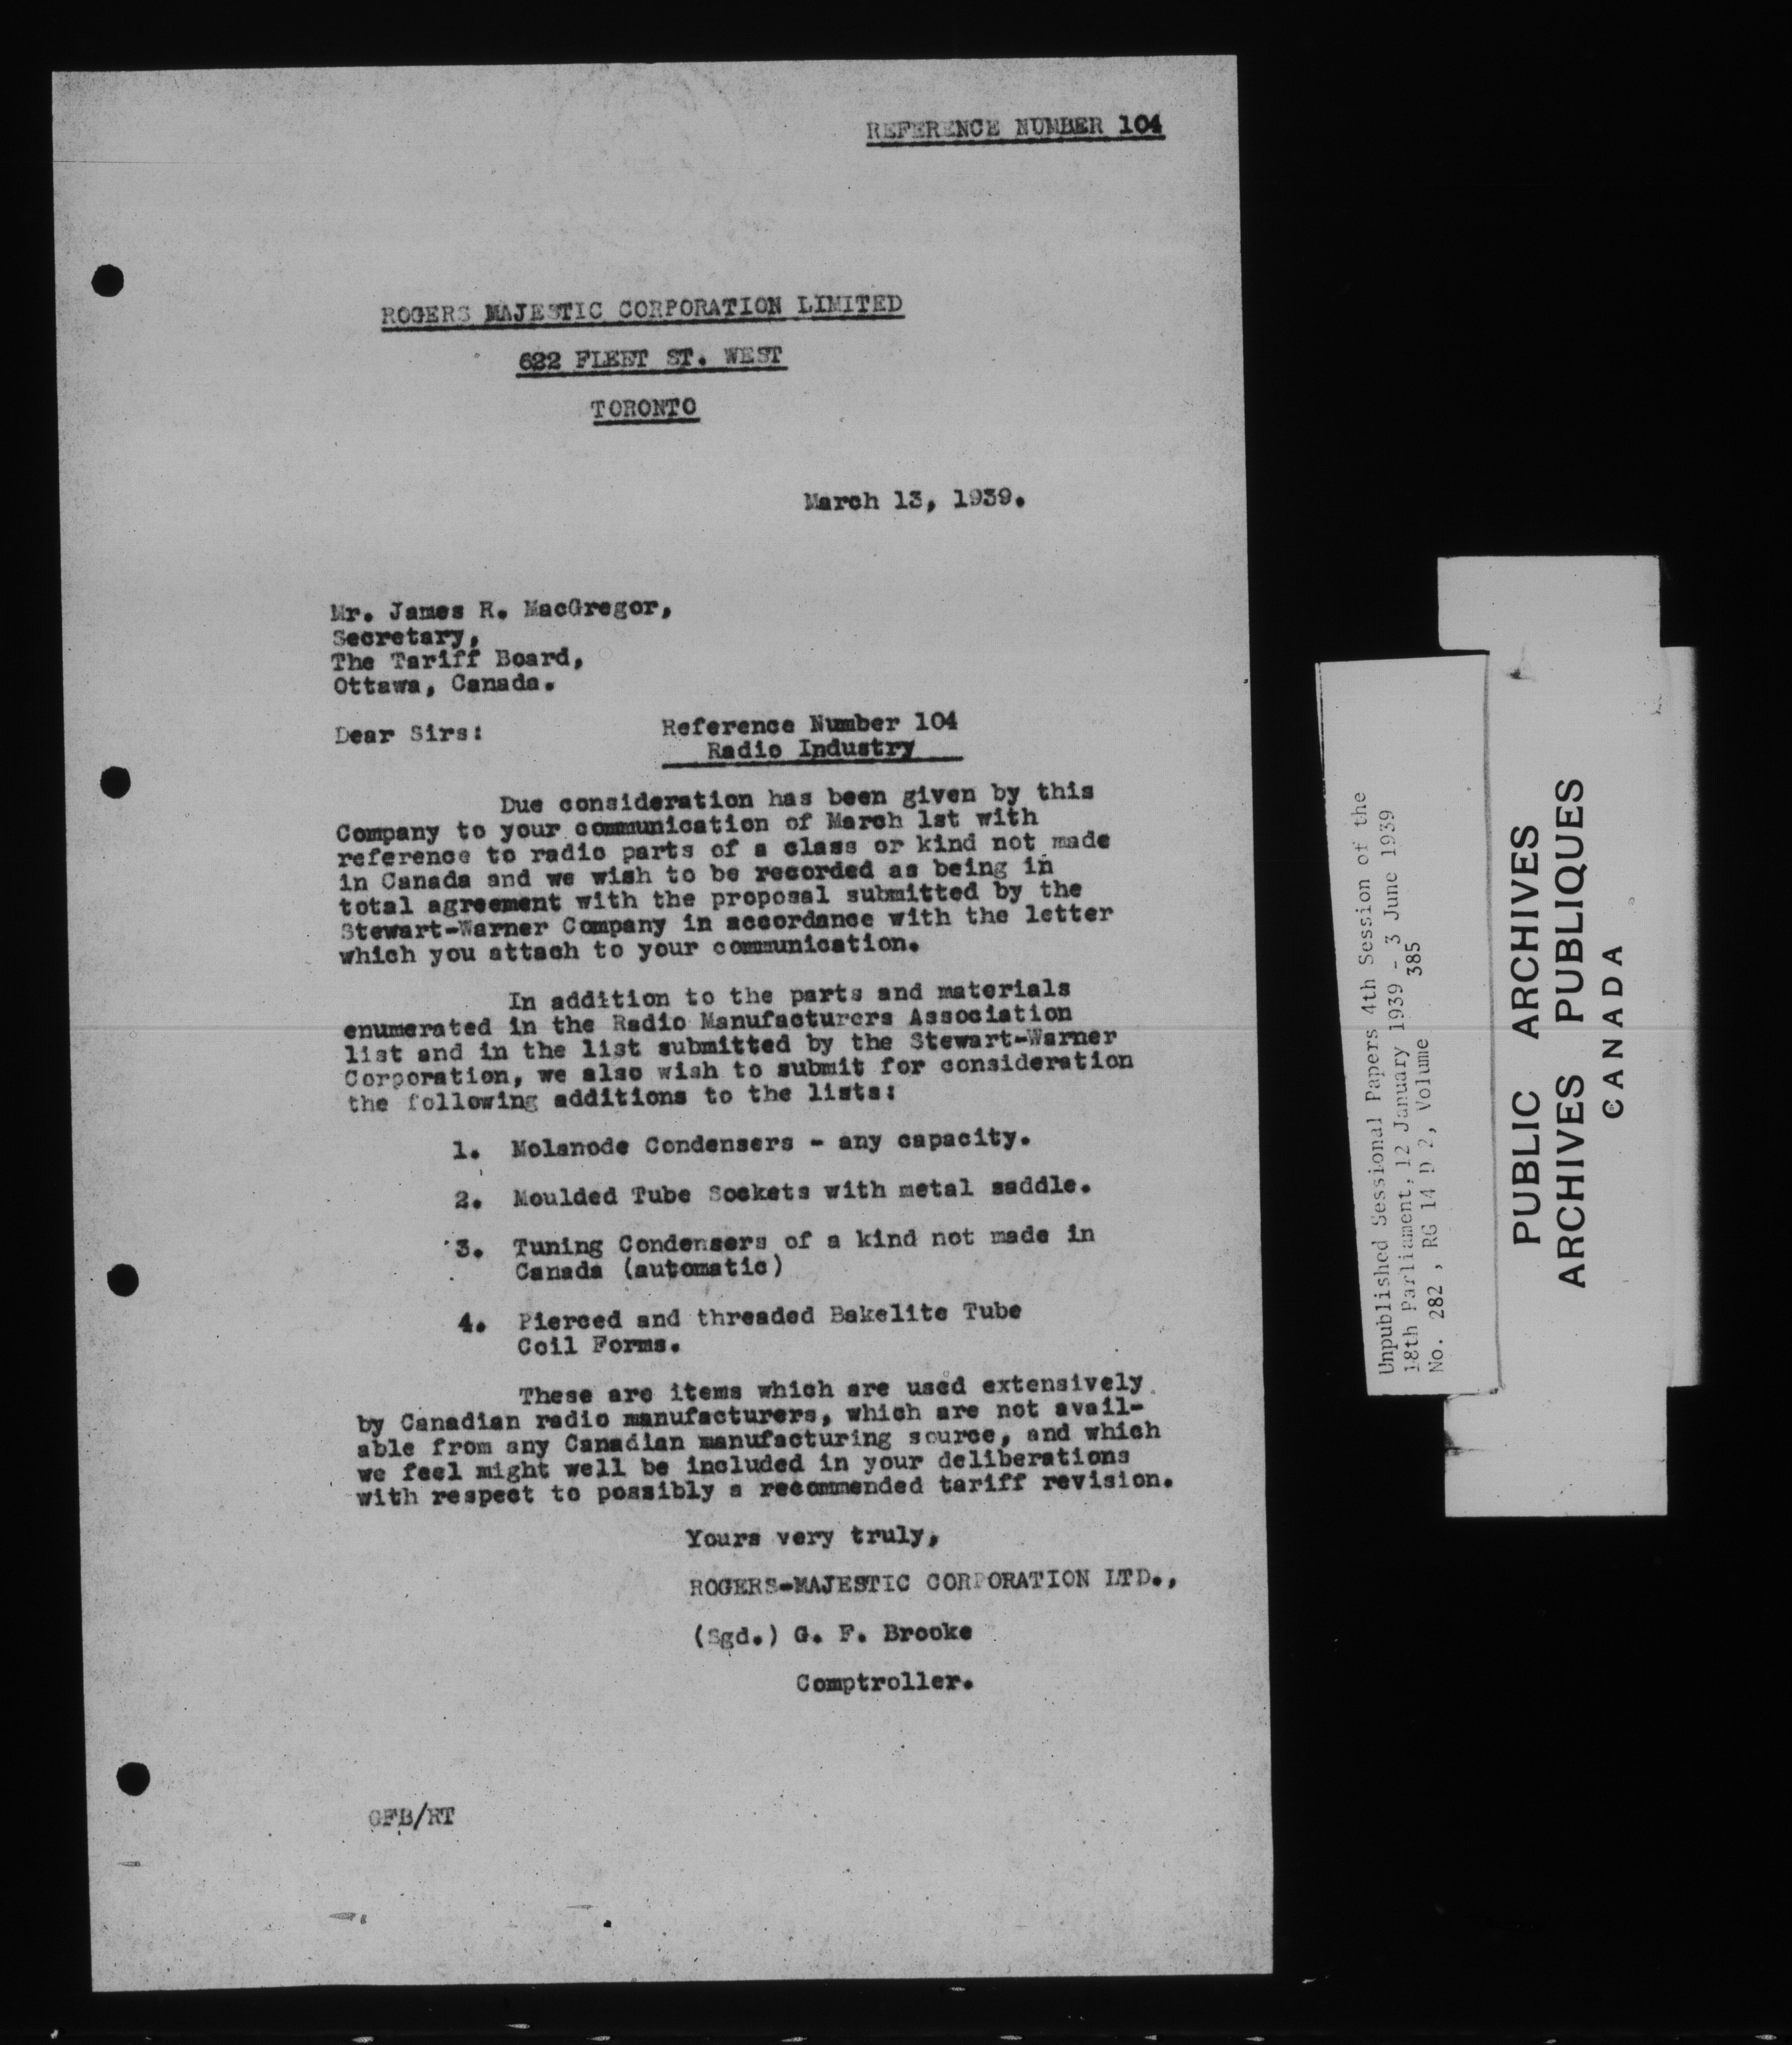 REFERENCE NUMBER 104
ROGERS MAJESTIC CORPORATION LIMITED
622 FLEET ST. WEST
TORONTO
March 13, 1939.
Mr. James R. MacGregor,
Secretary,
The Tariff Board,
Ottawa, Canada.
Dear Sirs:
Reference Number 104
Radio Industry
Due consideration has been given by this
Company to your communication of March 1st with
reference to radio parts of a class or kind not made
in Canada and we wish to be recorded as being in
total agreement with the proposal submitted by the
Stewart-Warner Company in accordance with the letter
which you attach to your communication.
In addition to the parts and materials
enumerated in the Radio Manufacturers Association
list and in the list submitted by the Stewart-Warner
Corporation, we also wish to submit for consideration
the following additions to the lists:
1. Molanode Condensers - any capacity.
2. Moulded Tube Sockets with metal saddle.
3. Tuning Condensers of a kind not made in
Canada (automatic)
4. Pierced and threaded Bakelite Tube
Coil Forms.
These are items which are used extensively
by Canadian radio manufacturers, which are not avail-
able from any Canadian manufacturing source, and which
we feel might well be included in your deliberations
with respect to possibly a recommended tariff revision.
Yours very truly,
ROGERS-MAJESTIC CORPORATION LTD.,
(Sgd.) G. F. Brooke
Comptroller.
GFB/RT
Unpublished Sessional Papers 4th Session of the
18th Parliament, 12 January 1939 - 3 June 1939
No. 282 , RG 14 D 2, Volume 385
PUBLIC ARCHIVES
ARCHIVES PUBLIQUES
CANADA